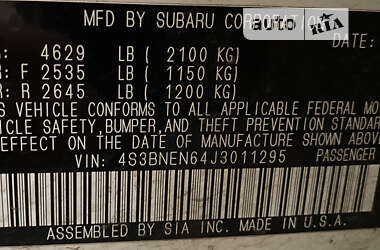 MFD BY SUBARU CORPORATION
DATE:
4629 LB ( 2100 KG)
R: F 2535 LB ( 1150 KG)
R: R 2645 LB ( 1200 KG)
S VEHICLE CONFORMS TO ALL APPLICABLE FEDERAL MO
HICLE SAFETY, BUMPER, AND THEFT PREVENTION STANDAR
EFFECT ON THE DATE OF MANUFACTURE SHOWN ABOVE
VIN: 4S3BNEN64J3011295 PASSENGER
ASSEMBLED BY SIA INC. MADE IN U.S.A.
AUTO RIA